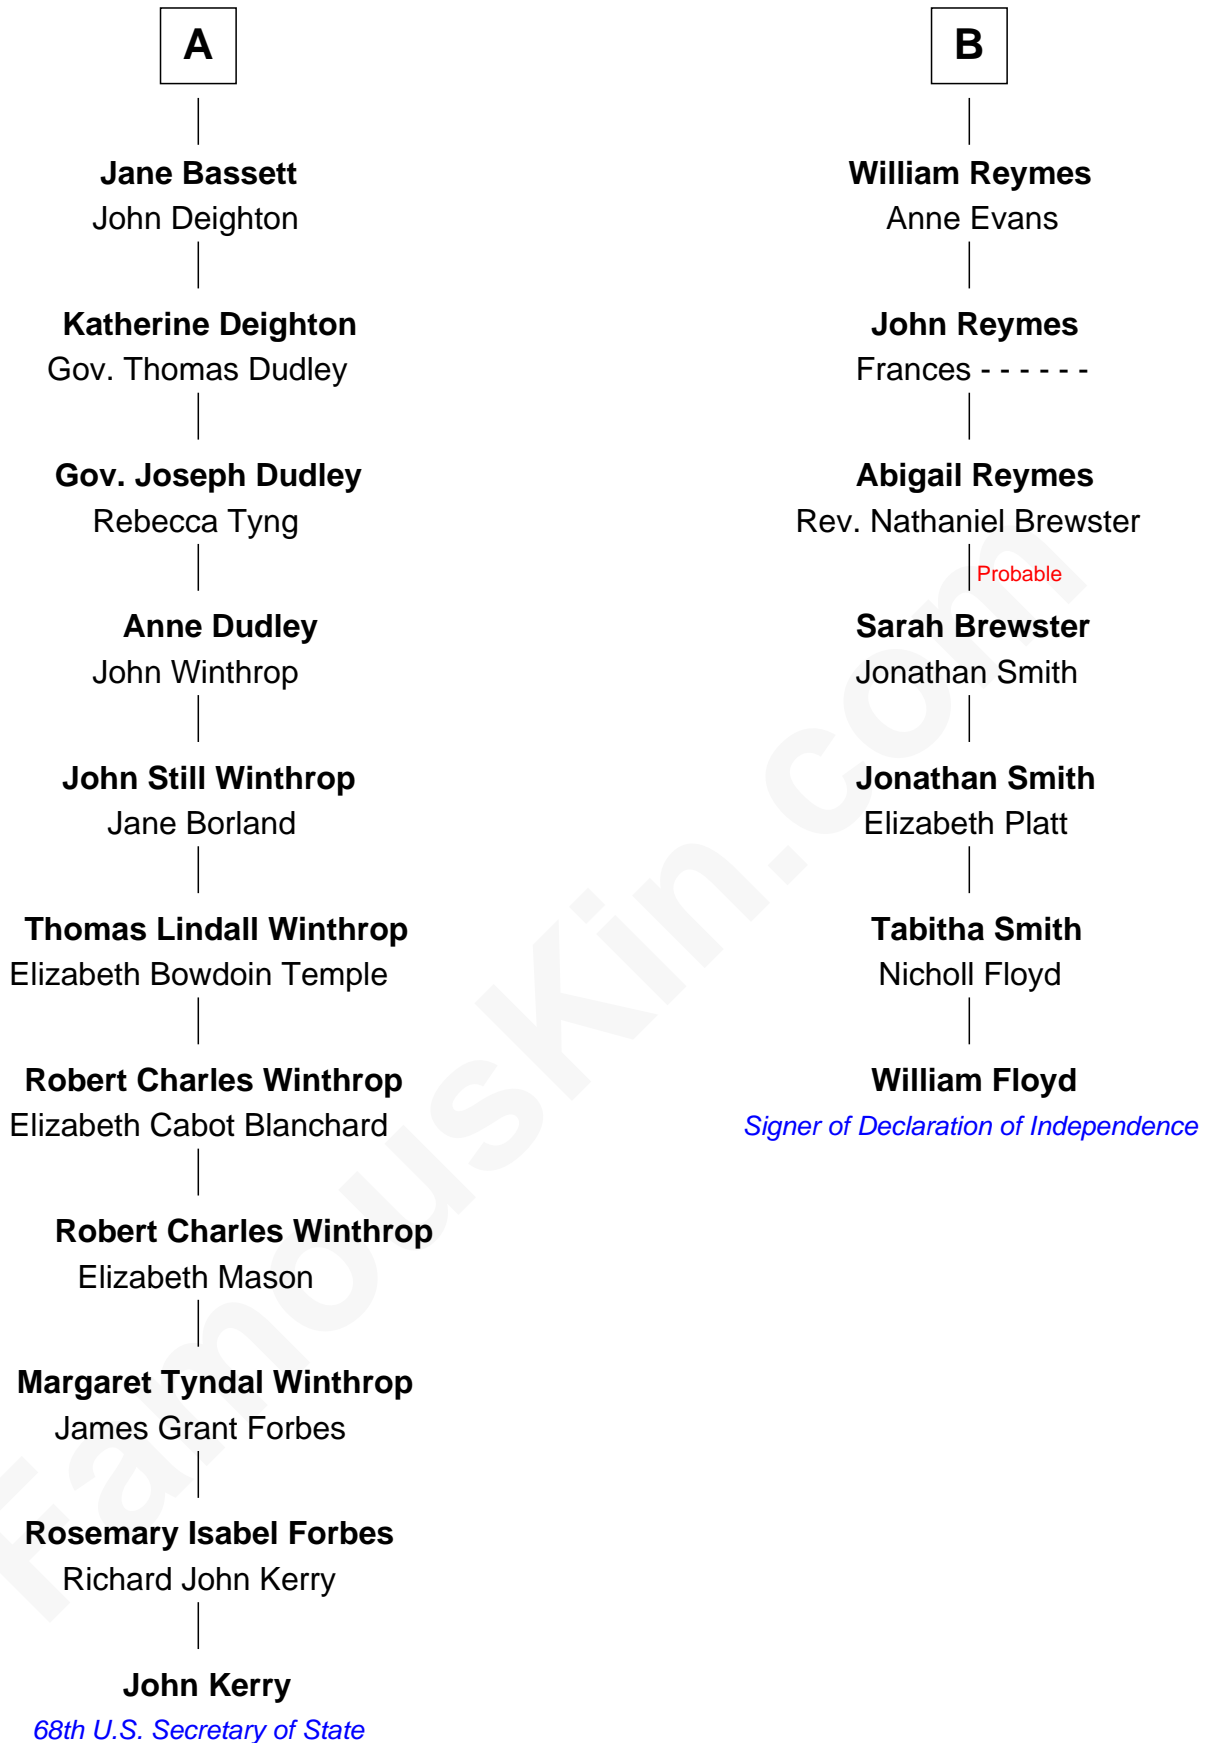 A
Jane Bassett
John Deighton
Katherine Deighton
Gov. Thomas Dudley
Gov. Joseph Dudley
Rebecca Tyng
Anne Dudley
John Winthrop
John Still Winthrop
Jane Borland
Thomas Lindall Winthrop
Elizabeth Bowdoin Temple
Robert Charles Winthrop
Elizabeth Cabot Blanchard
Robert Charles Winthrop
Elizabeth Mason
Margaret Tyndal Winthrop
James Grant Forbes
Rosemary Isabel Forbes
Richard John Kerry
John Kerry
68th U.S. Secretary of State
B
William Reymes
Anne Evans
John Reymes
Frances - - - - - -
Abigail Reymes
Rev. Nathaniel Brewster
Probable
Sarah Brewster
Jonathan Smith
Jonathan Smith
Elizabeth Platt
Tabitha Smith
Nicholl Floyd
William Floyd
Signer of Declaration of Independence
FamousKin.com